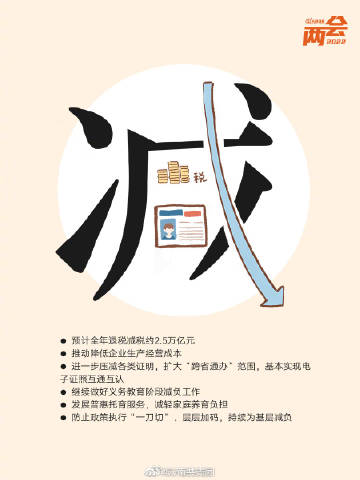 两会
2022
减
税
● 预计全年退税减税约2.5万亿元
● 推动降低企业生产经营成本
● 进一步压减各类证明，扩大“跨省通办”范围，基本实现电
子证照互通互认
● 继续做好义务教育阶段减负工作
● 发展普惠托育服务，减轻家庭养育负担
● 防止政策执行“一刀切”、层层加码，持续为基层减负